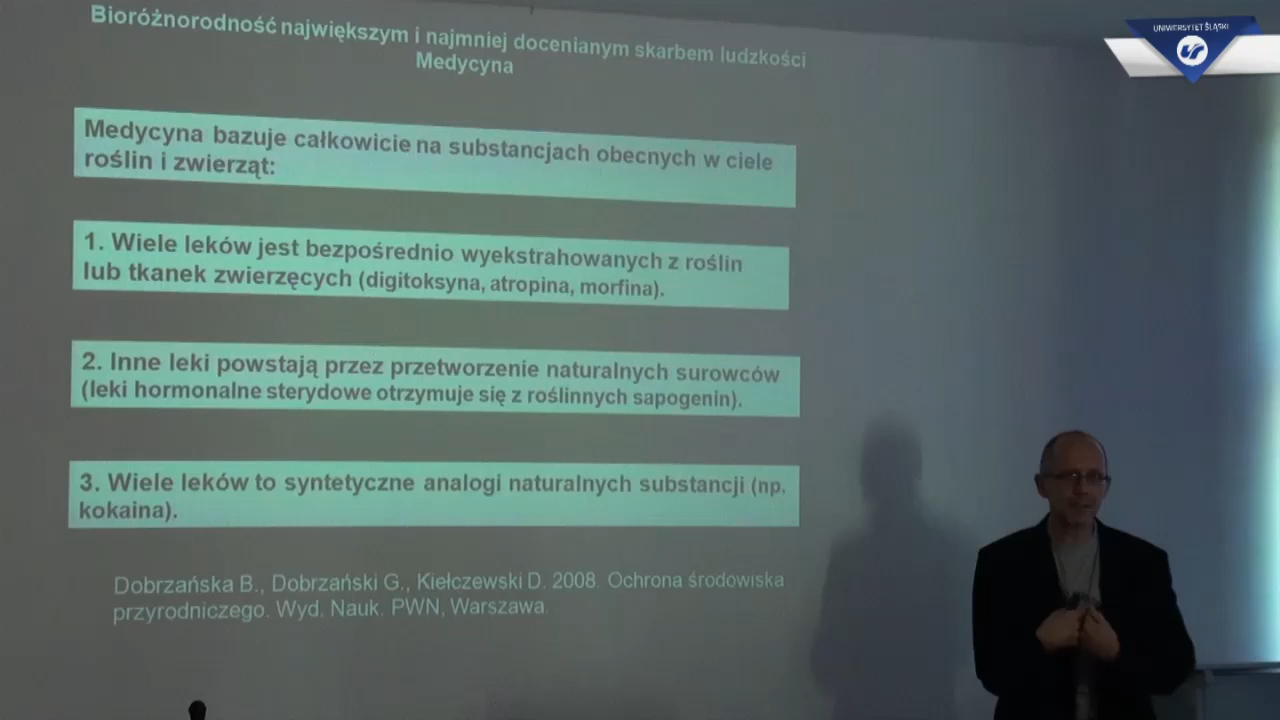 Bioróżnorodność największym i najmniej docenianym skarbem ludzkości
Medycyna
Medycyna bazuje całkowicie na substancjach obecnych w ciele
roślin i zwierząt:
1. Wiele leków jest bezpośrednio wyekstrahowanych z roślin
lub tkanek zwierzęcych (digitoksyna, atropina, morfina).
2. Inne leki powstają przez przetworzenie naturalnych surowców
(leki hormonalne sterydowe otrzymuje się z roślinnych sapogenin).
3. Wiele leków to syntetyczne analogi naturalnych substancji (np.
kokaina).
Dobrzańska B., Dobrzański G., Kiełczewski D. 2008. Ochrona środowiska
przyrodniczego. Wyd. Nauk. PWN, Warszawa.
UNIWERSYTET ŚLĄSKI